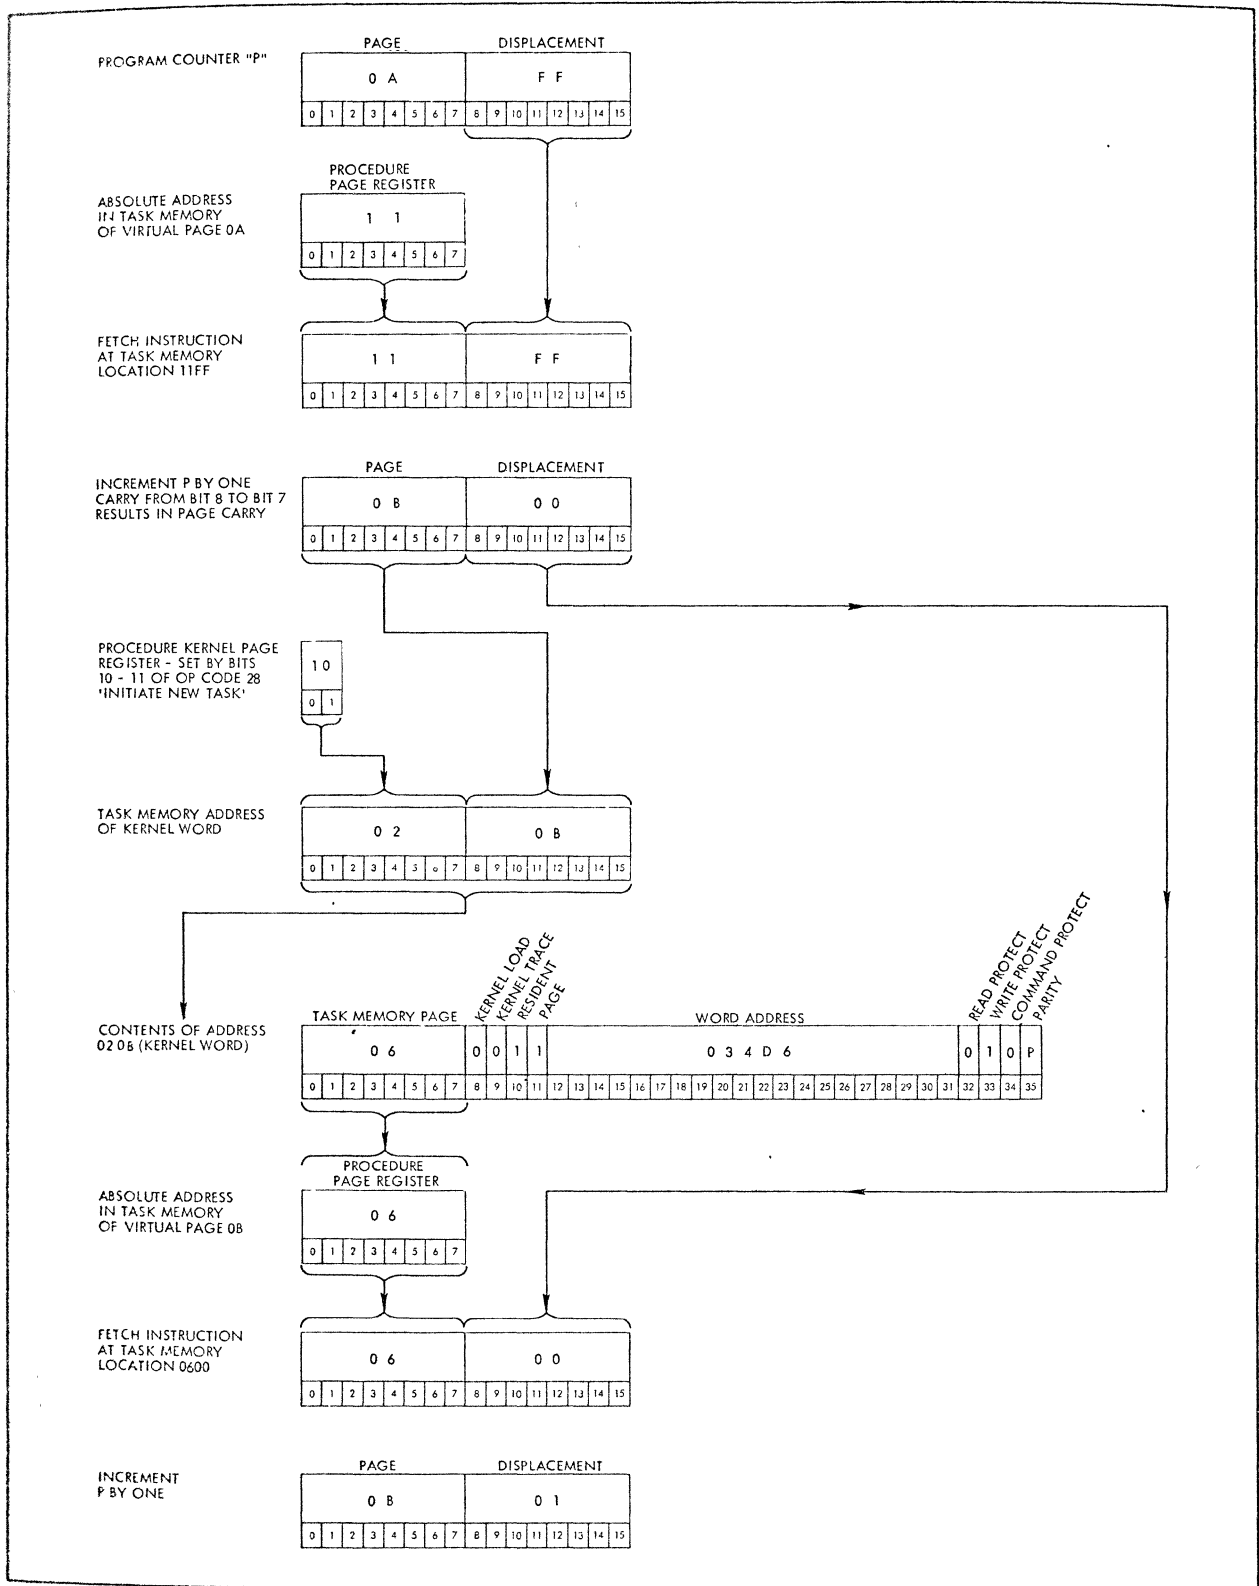 PAGE DISPLACEMENT
PROGRAM COUNTER "P"
0 A F F
0 1 2 3 4 5 6 7 8 9 10 11 12 13 14 15
PROCEDURE
PAGE REGISTER
ABSOLUTE ADDRESS
IN TASK MEMORY
OF VIRTUAL PAGE 0A
1 1
0 1 2 3 4 5 6 7
FETCH INSTRUCTION
AT TASK MEMORY
LOCATION 11FF
1 1 F F
0 1 2 3 4 5 6 7 8 9 10 11 12 13 14 15
PAGE DISPLACEMENT
INCREMENT P BY ONE
CARRY FROM BIT 8 TO BIT 7
RESULTS IN PAGE CARRY
0 B 0 0
0 1 2 3 4 5 6 7 8 9 10 11 12 13 14 15
PROCEDURE KERNEL PAGE
REGISTER - SET BY BITS
10 - 11 OF OP CODE 28
'INITIATE NEW TASK'
1 0
0 1
TASK MEMORY ADDRESS
OF KERNEL WORD
0 2 0 B
0 1 2 3 4 5 6 7 8 9 10 11 12 13 14 15
KERNEL LOAD
KERNEL TRACE
RESIDENT
PAGE
READ PROTECT
WRITE PROTECT
COMMAND PROTECT
PARITY
TASK MEMORY PAGE WORD ADDRESS
CONTENTS OF ADDRESS
020B (KERNEL WORD)
0 6 0 0 1 1 0 3 4 D 6 0 1 0 P
0 1 2 3 4 5 6 7 8 9 10 11 12 13 14 15 16 17 18 19 20 21 22 23 24 25 26 27 28 29 30 31 32 33 34 35
PROCEDURE
PAGE REGISTER
ABSOLUTE ADDRESS
IN TASK MEMORY
OF VIRTUAL PAGE 0B
0 6
0 1 2 3 4 5 6 7
FETCH INSTRUCTION
AT TASK MEMORY
LOCATION 0600
0 6 0 0
0 1 2 3 4 5 6 7 8 9 10 11 12 13 14 15
PAGE DISPLACEMENT
INCREMENT
P BY ONE
0 B 0 1
0 1 2 3 4 5 6 7 8 9 10 11 12 13 14 15